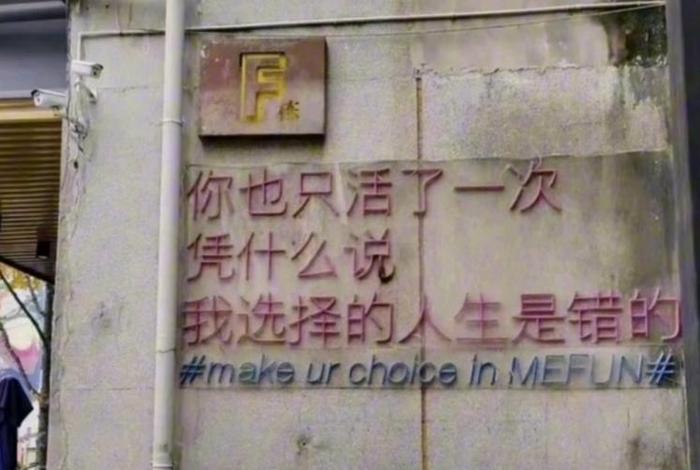 F座
你也只活了一次
凭什么说
我选择的人生是错的
#make ur choice in MEFUN#